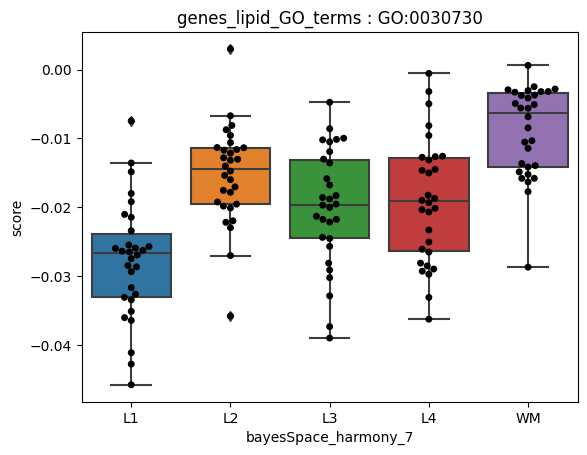 genes_lipid_GO_terms : GO:0030730
0.00
−0.01
−0.02
−0.03
−0.04
score
L1 L2 L3 L4 WM
bayesSpace_harmony_7